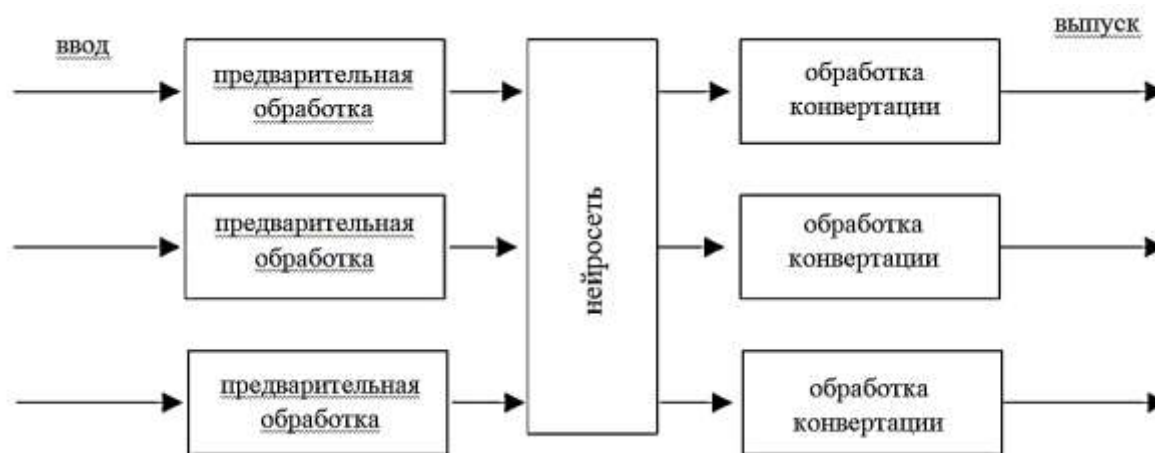 ввод
выпуск
предварительная
обработка
обработка
конвертации
предварительная
обработка
нейросеть
обработка
конвертации
предварительная
обработка
обработка
конвертации